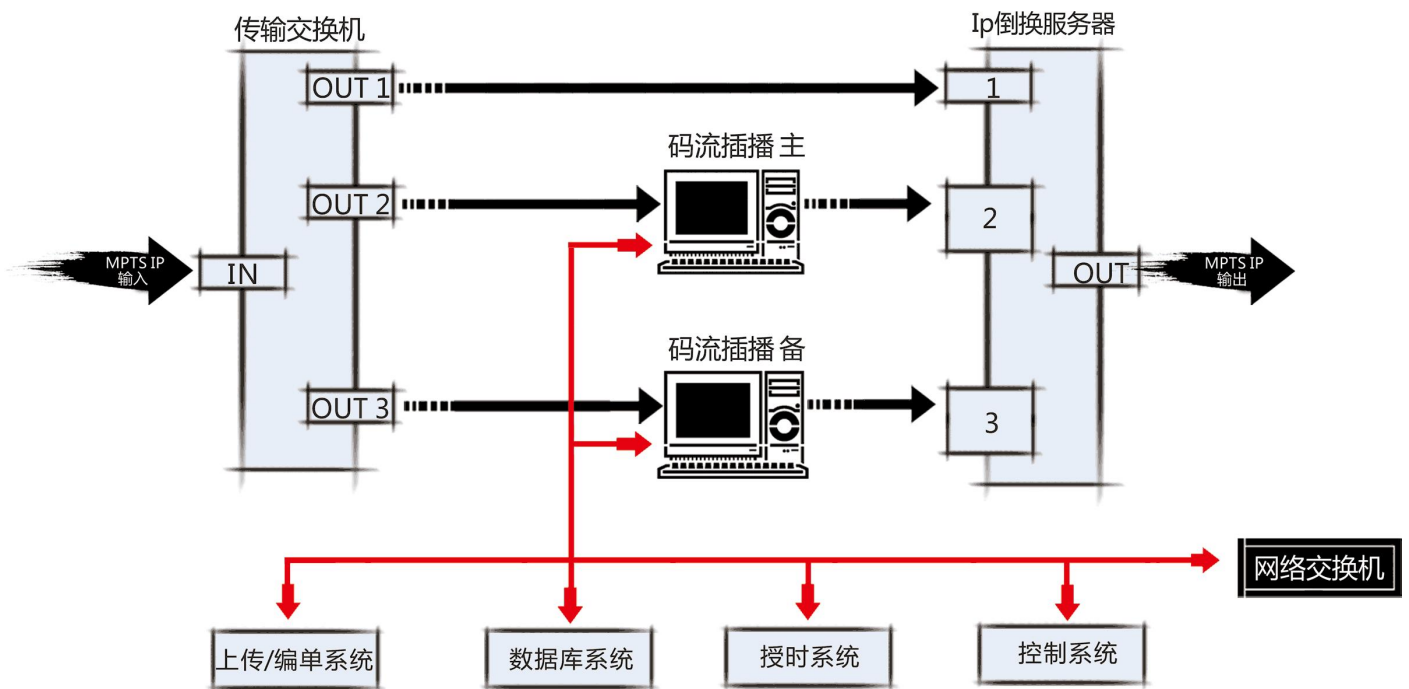 传输交换机
Ip倒换服务器
OUT 1
1
码流插播 主
OUT 2
2
MPTS IP
输入
IN
OUT
MPTS IP
输出
码流插播 备
OUT 3
3
网络交换机
上传/编单系统
数据库系统
授时系统
控制系统